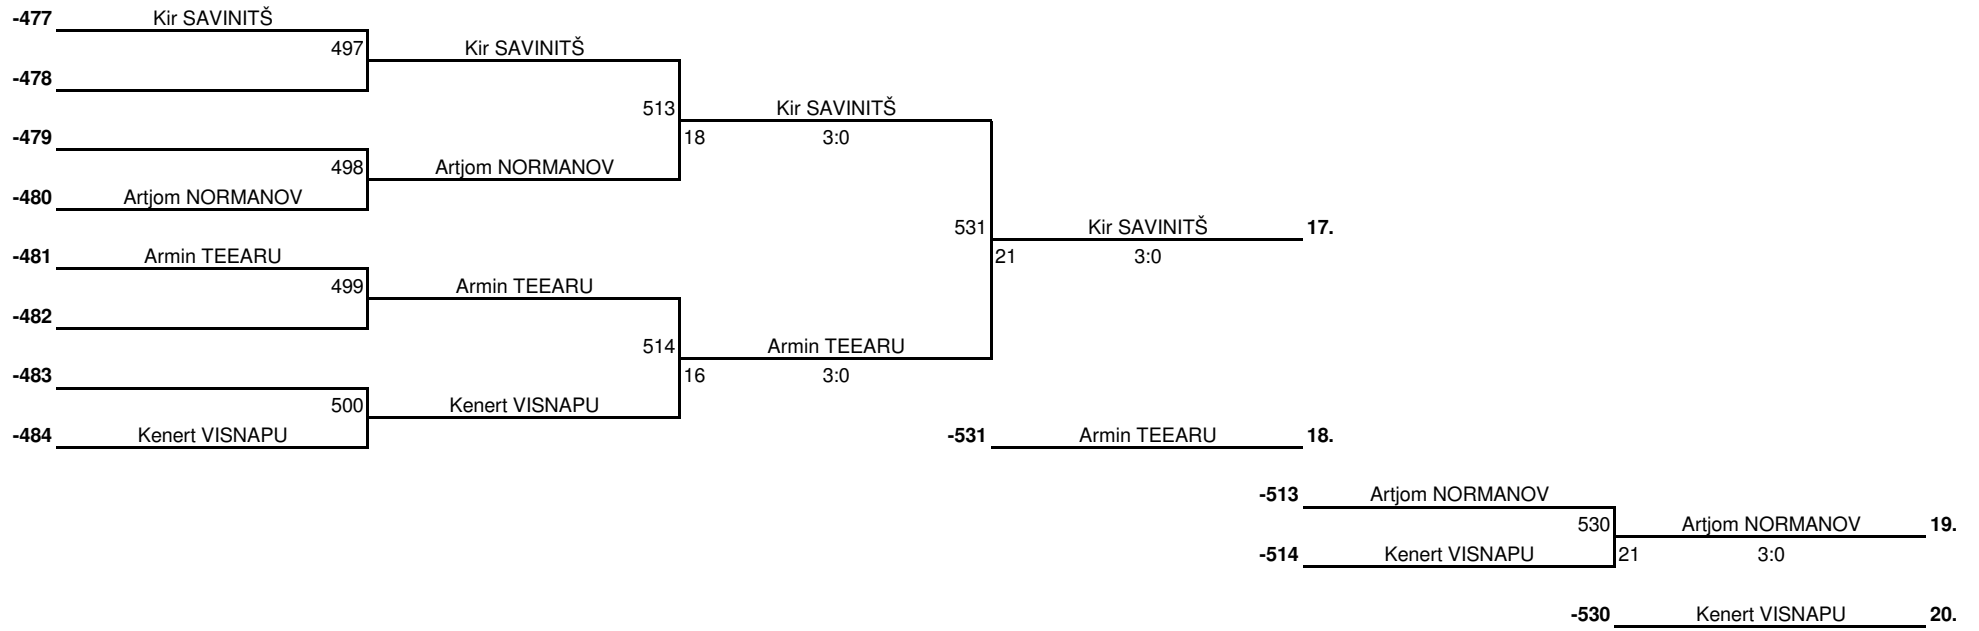 -477 Kir SAVINITŠ
497 Kir SAVINITŠ
-478
513 Kir SAVINITŠ
-479 18 3:0
498 Artjom NORMANOV
-480 Artjom NORMANOV
531 Kir SAVINITŠ 17.
-481 Armin TEEARU 21 3:0
499 Armin TEEARU
-482
514 Armin TEEARU
-483 16 3:0
500 Kenert VISNAPU
-484 Kenert VISNAPU -531 Armin TEEARU 18.
-513 Artjom NORMANOV
530 Artjom NORMANOV 19.
-514 Kenert VISNAPU 21 3:0
-530 Kenert VISNAPU 20.